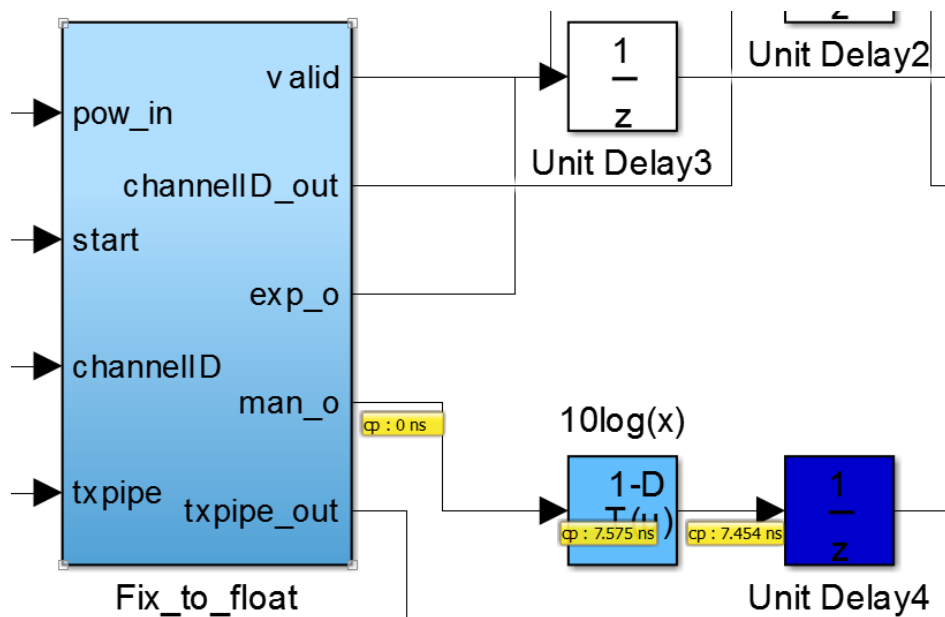 valid
pow_in
channelID_out
start
exp_o
channelID
man_o
txpipe
txpipe_out
Fix_to_float
1
z
Unit Delay3
z
Unit Delay2
cp : 0 ns
10log(x)
1-D
T(u)
cp : 7.575 ns
cp : 7.454 ns
1
z
Unit Delay4